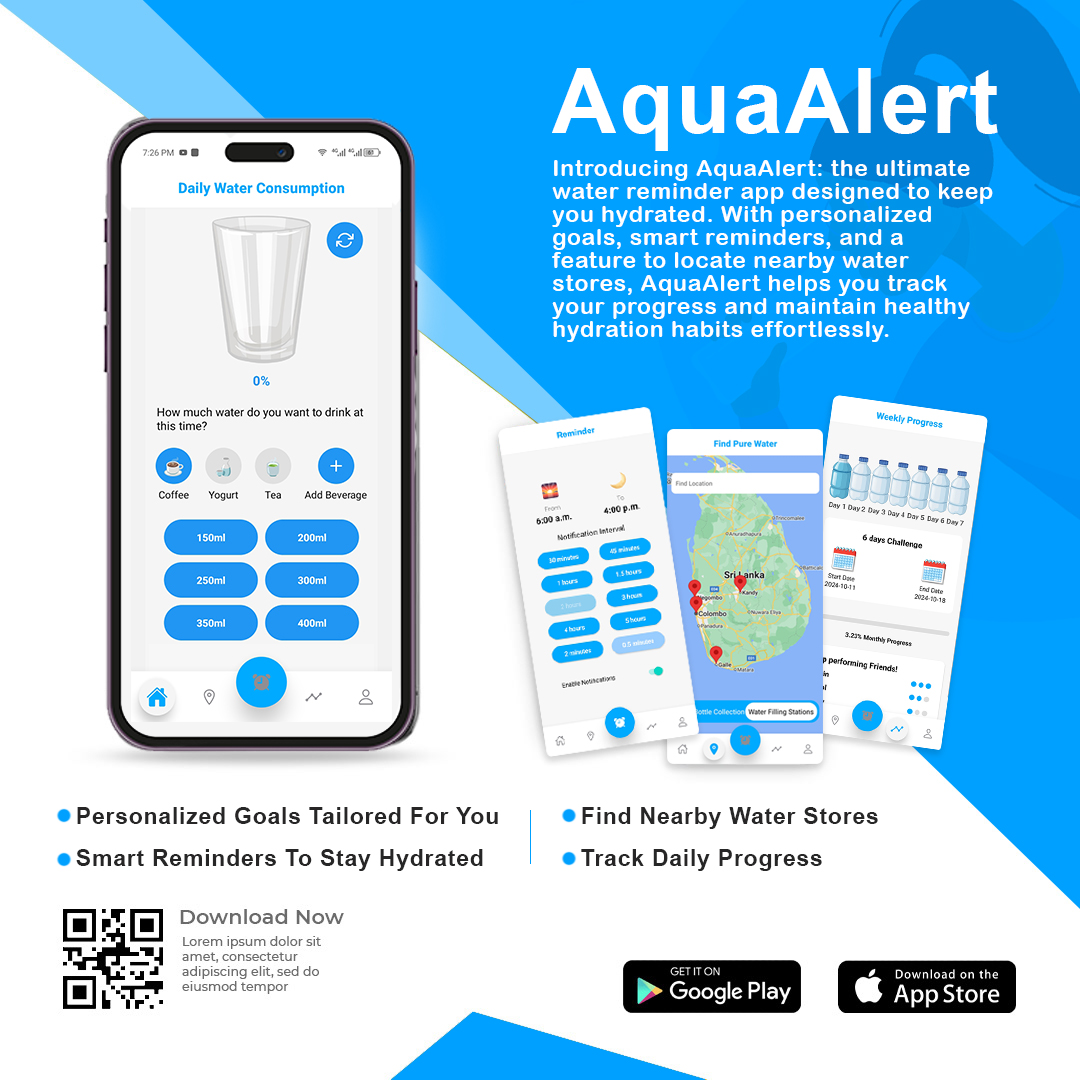 AquaAlert
Introducing AquaAlert: the ultimate
water reminder app designed to keep
you hydrated. With personalized
goals, smart reminders, and a
feature to locate nearby water
stores, AquaAlert helps you track
your progress and maintain healthy
hydration habits effortlessly.
7:26 PM
4G
4G
67
Daily Water Consumption
0%
How much water do you want to drink at
this time?
Coffee
Yogurt
Tea
Add Beverage
150ml
200ml
250ml
300ml
350ml
400ml
Reminder
From
To
6:00 a.m.
4:00 p.m.
Notification Interval
30 minutes
45 minutes
1 hours
1.5 hours
2 hours
3 hours
4 hours
5 hours
2 minutes
0.5 minutes
Enable Notifications
Find Pure Water
Find Location
Trincomalee
Anuradhapura
Sri Lanka
Negombo
Kandy
Colombo
Nuwara Eliya
Panadura
Galle
Matara
Bottle Collection
Water Filling Stations
Weekly Progress
Day 1 Day 2 Day 3 Day 4 Day 5 Day 6 Day 7
6 days Challenge
Start Date
2024-10-11
End Date
2024-10-18
3.23% Monthly Progress
p performing Friends!
Personalized Goals Tailored For You
Smart Reminders To Stay Hydrated
Find Nearby Water Stores
Track Daily Progress
Download Now
Lorem ipsum dolor sit
amet, consectetur
adipiscing elit, sed do
eiusmod tempor
GET IT ON
Google Play
Download on the
App Store